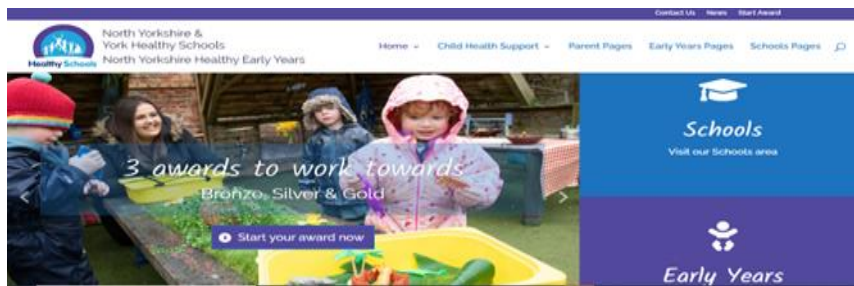 Contact Us News Start Award
North Yorkshire &
York Healthy Schools
North Yorkshire Healthy Early Years
Healthy Schools
Home Child Health Support Parent Pages Early Years Pages Schools Pages
3 awards to work towards
Bronze, Silver & Gold
Start your award now
Schools
Visit our Schools area
Early Years